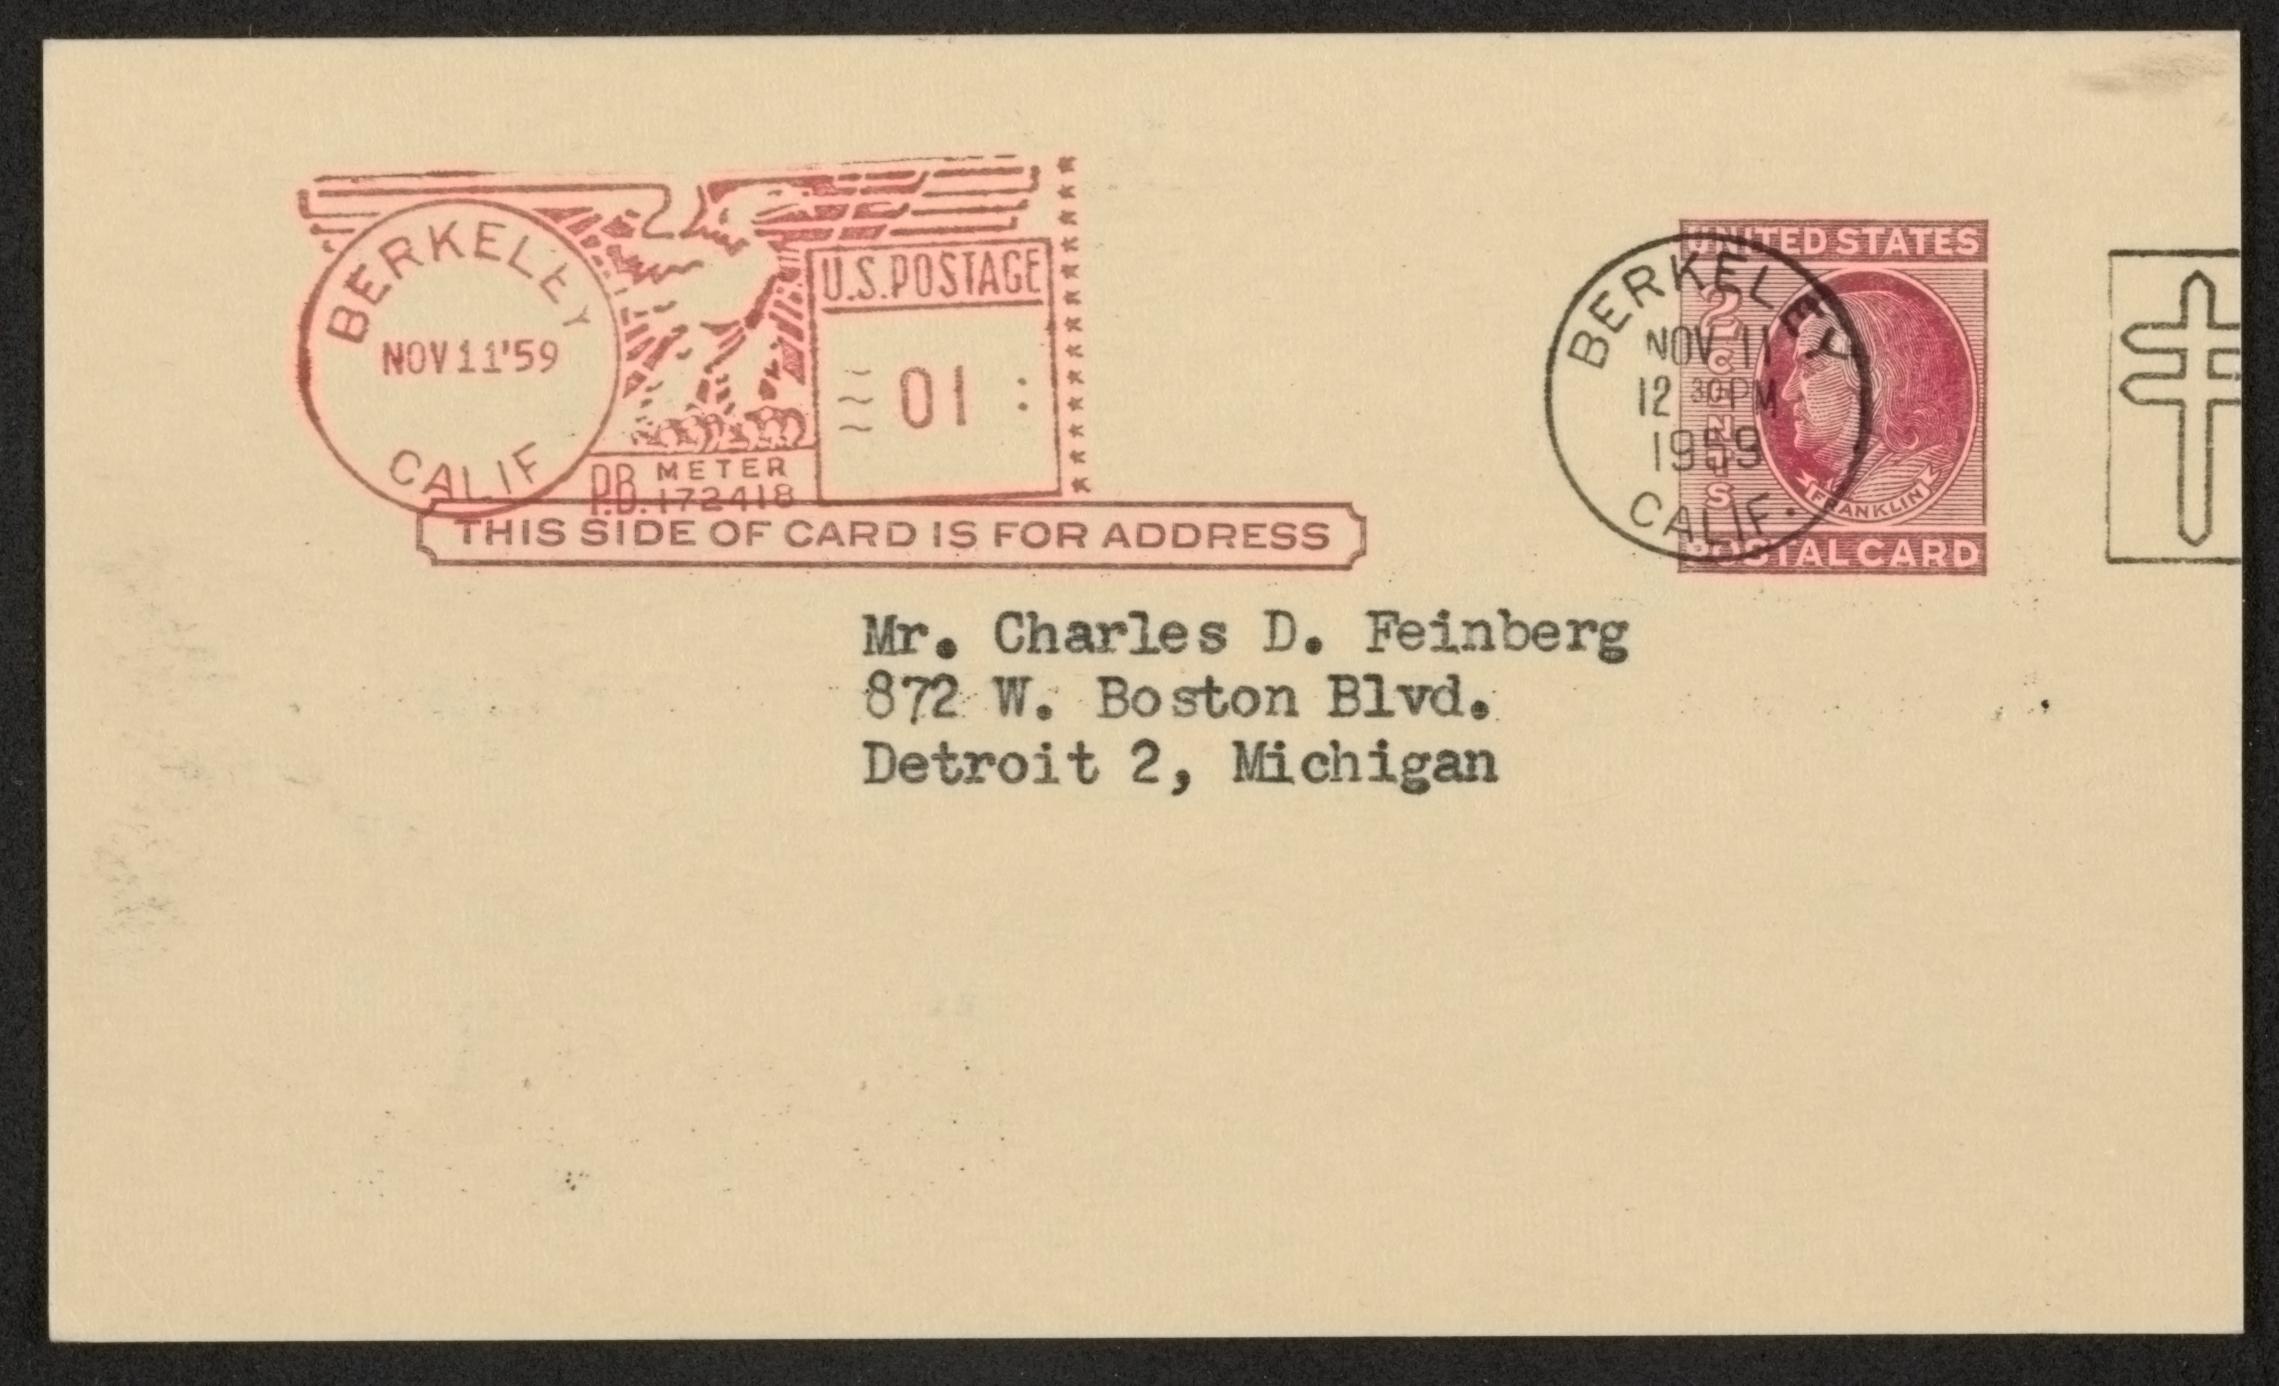 BERKELEY
NOV 11 '59
CALIF
U.S. POSTAGE
01
P.B. METER
172418
THIS SIDE OF CARD IS FOR ADDRESS
UNITED STATES
2 CENTS
FRANKLIN
POSTAL CARD
BERKELEY
NOV 11
12 30 PM
1959
CALIF.
Mr. Charles D. Feinberg
872 W. Boston Blvd.
Detroit 2, Michigan